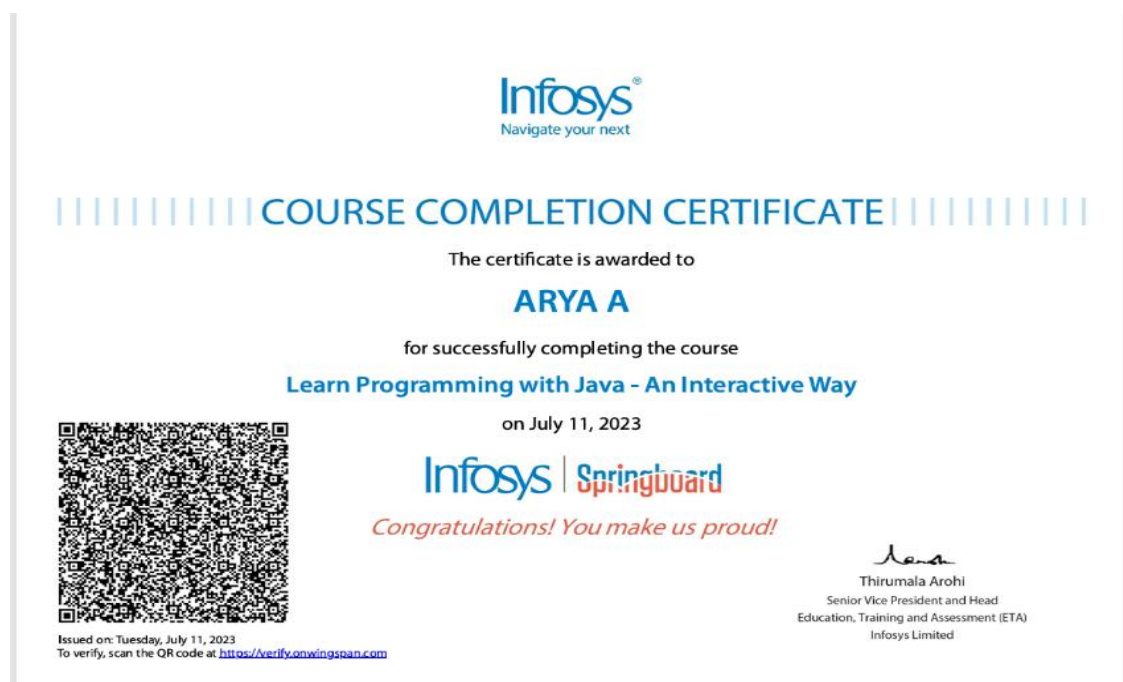 Infosys®
Navigate your next
COURSE COMPLETION CERTIFICATE
The certificate is awarded to
ARYA A
for successfully completing the course
Learn Programming with Java - An Interactive Way
on July 11, 2023
Infosys | Springboard
Congratulations! You make us proud!
Thirumala Arohi
Senior Vice President and Head
Education, Training and Assessment (ETA)
Infosys Limited
Issued on: Tuesday, July 11, 2023
To verify, scan the QR code at https://verify.onwingspan.com